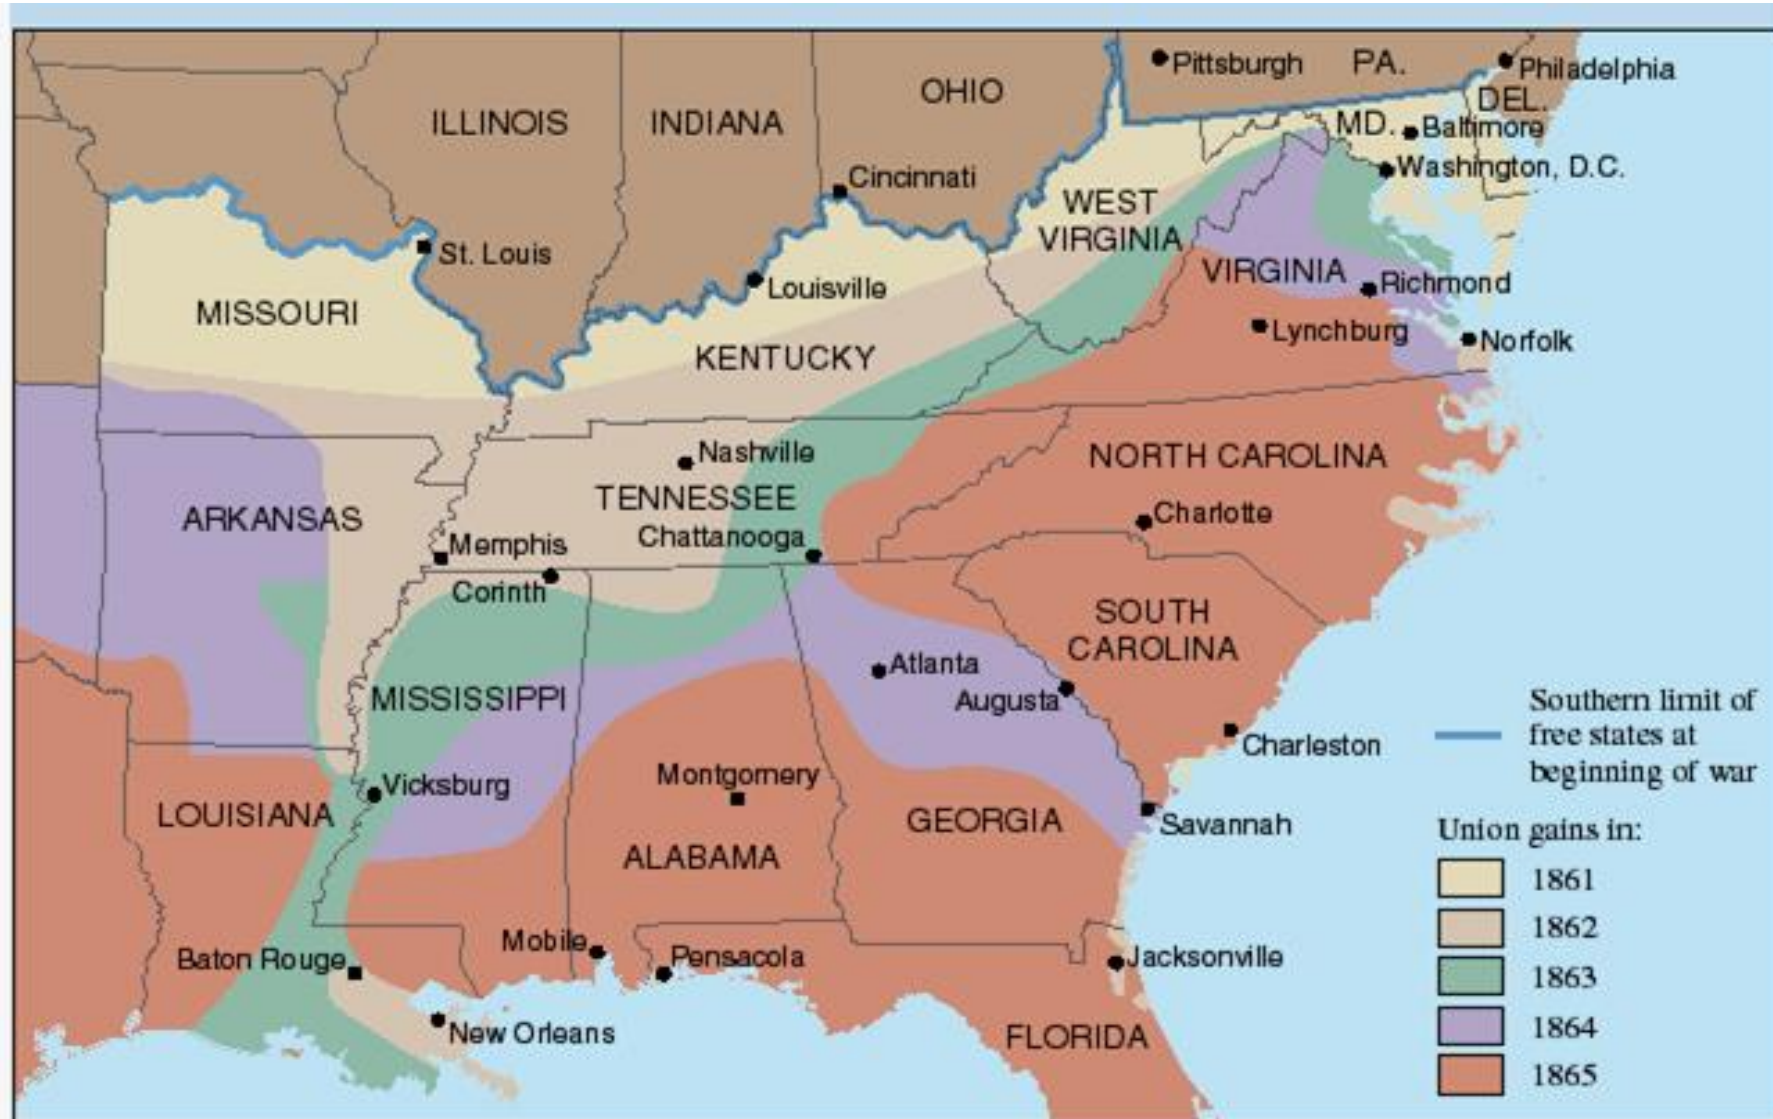 Pittsburgh
PA.
Philadelphia
OHIO
DEL.
ILLINOIS
INDIANA
MD.
Baltimore
Washington, D.C.
Cincinnati
WEST
VIRGINIA
St. Louis
VIRGINIA
Richmond
Louisville
MISSOURI
Lynchburg
Norfolk
KENTUCKY
Nashville
NORTH CAROLINA
TENNESSEE
ARKANSAS
Charlotte
Chattanooga
Memphis
Corinth
SOUTH
CAROLINA
Atlanta
MISSISSIPPI
Augusta
Charleston
Montgomery
Vicksburg
LOUISIANA
GEORGIA
Savannah
ALABAMA
Mobile
Pensacola
Baton Rouge
Jacksonville
New Orleans
FLORIDA
Southern limit of
free states at
beginning of war
Union gains in:
1861
1862
1863
1864
1865